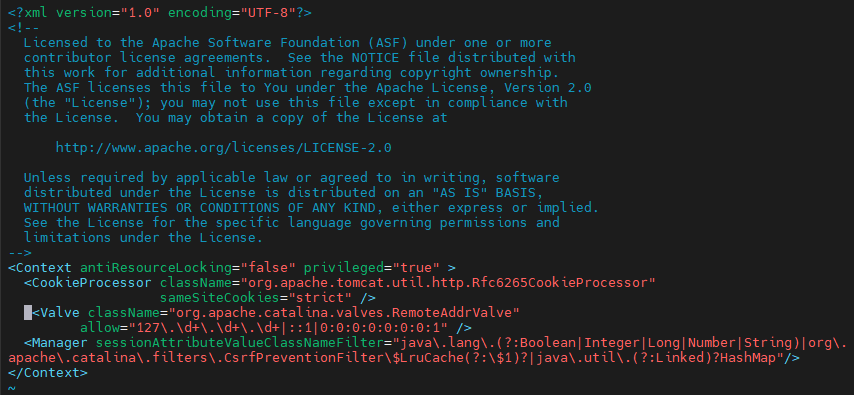 <?xml version="1.0" encoding="UTF-8"?>
<!--
  Licensed to the Apache Software Foundation (ASF) under one or more
  contributor license agreements.  See the NOTICE file distributed with
  this work for additional information regarding copyright ownership.
  The ASF licenses this file to You under the Apache License, Version 2.0
  (the "License"); you may not use this file except in compliance with
  the License.  You may obtain a copy of the License at

      http://www.apache.org/licenses/LICENSE-2.0

  Unless required by applicable law or agreed to in writing, software
  distributed under the License is distributed on an "AS IS" BASIS,
  WITHOUT WARRANTIES OR CONDITIONS OF ANY KIND, either express or implied.
  See the License for the specific language governing permissions and
  limitations under the License.
-->
<Context antiResourceLocking="false" privileged="true" >
  <CookieProcessor className="org.apache.tomcat.util.http.Rfc6265CookieProcessor"
                   sameSiteCookies="strict" />
   <Valve className="org.apache.catalina.valves.RemoteAddrValve"
         allow="127\.\d+\.\d+\.\d+|::1|0:0:0:0:0:0:0:1" />
  <Manager sessionAttributeValueClassNameFilter="java\.lang\.(?:Boolean|Integer|Long|Number|String)|org\.
apache\.catalina\.filters\.CsrfPreventionFilter\$LruCache(?:\$1)?|java\.util\.(?:Linked)?HashMap"/>
</Context>
~